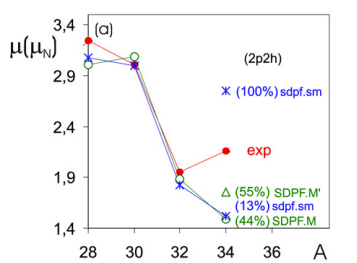 3,4
(a)
μ(μN)
(2p2h)
2,9
(100%) sdpf.sm
2,4
exp
1,9
(55%) SDPF.M'
(13%) sdpf.sm
(44%) SDPF.M
1,4
28 30 32 34 36 A